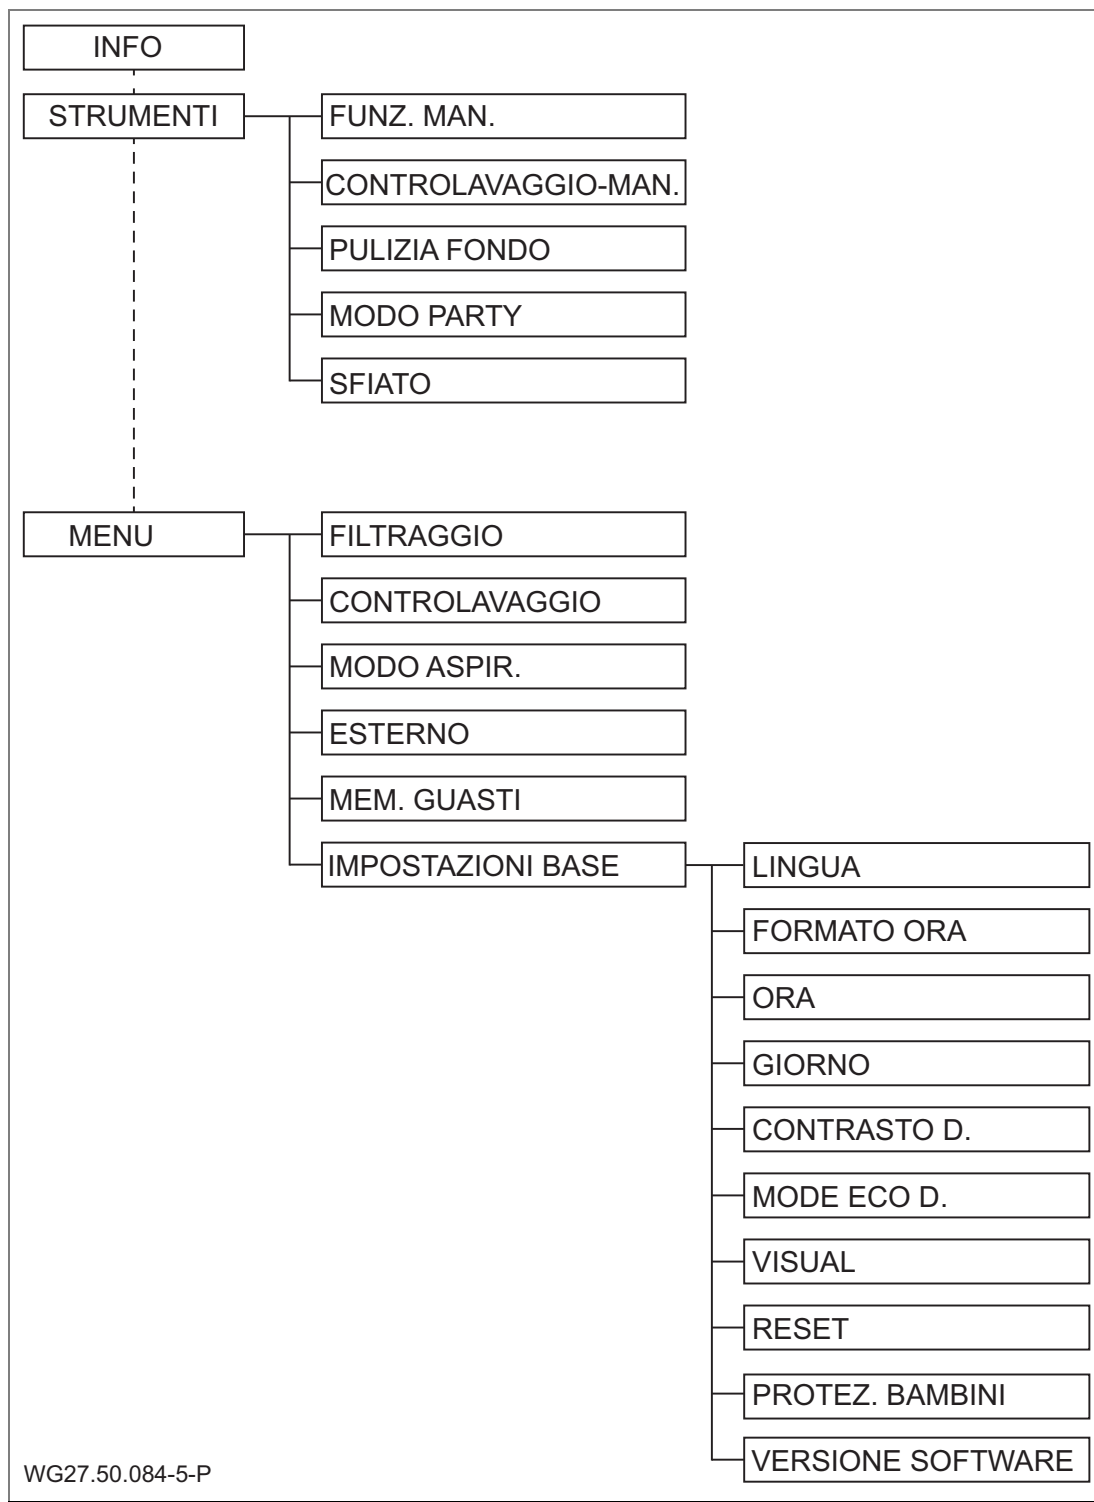 INFO
STRUMENTI
FUNZ. MAN.
CONTROLAVAGGIO-MAN.
PULIZIA FONDO
MODO PARTY
SFIATO
MENU
FILTRAGGIO
CONTROLAVAGGIO
MODO ASPIR.
ESTERNO
MEM. GUASTI
IMPOSTAZIONI BASE
LINGUA
FORMATO ORA
ORA
GIORNO
CONTRASTO D.
MODE ECO D.
VISUAL
RESET
PROTEZ. BAMBINI
VERSIONE SOFTWARE
WG27.50.084-5-P